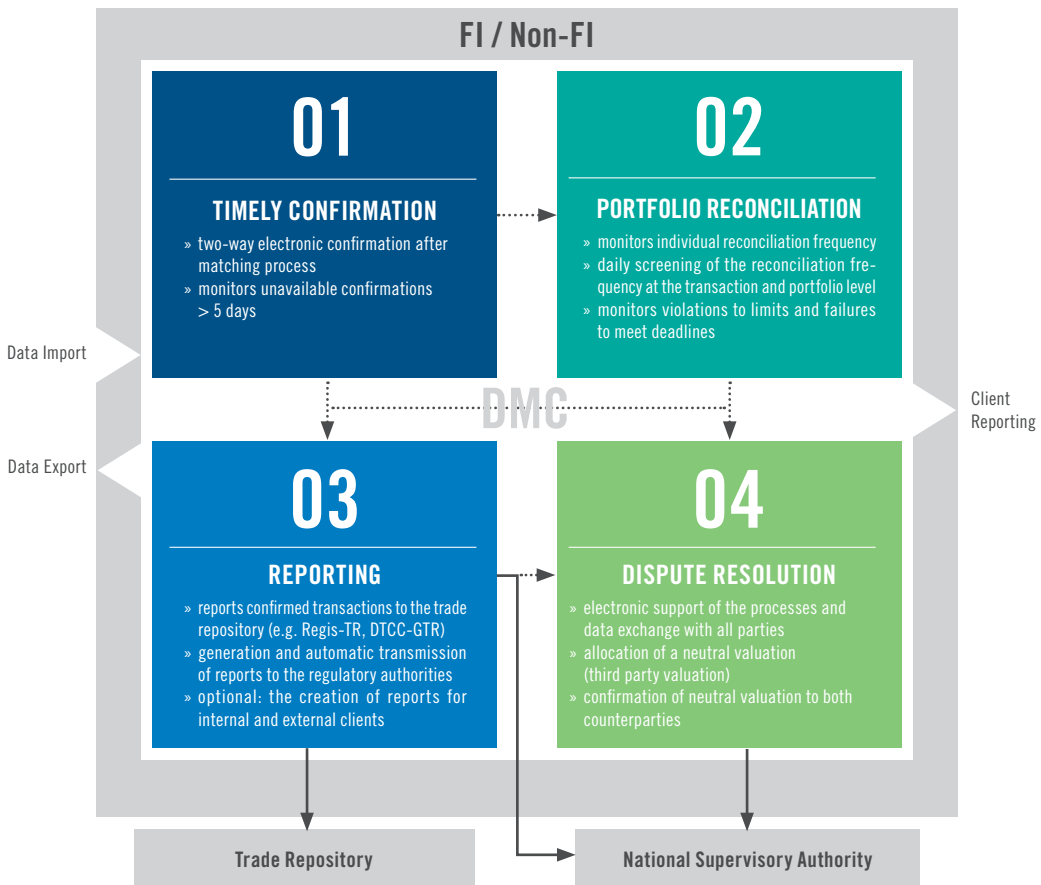 FI / Non-FI
01
TIMELY CONFIRMATION
» two-way electronic confirmation after
matching process
» monitors unavailable confirmations
> 5 days
02
PORTFOLIO RECONCILIATION
» monitors individual reconciliation frequency
» daily screening of the reconciliation fre-
quency at the transaction and portfolio level
» monitors violations to limits and failures
to meet deadlines
Data Import
DMC
Client
Reporting
Data Export
03
REPORTING
» reports confirmed transactions to the trade
repository (e.g. Regis-TR, DTCC-GTR)
» generation and automatic transmission
of reports to the regulatory authorities
» optional: the creation of reports for
internal and external clients
04
DISPUTE RESOLUTION
» electronic support of the processes and
data exchange with all parties
» allocation of a neutral valuation
(third party valuation)
» confirmation of neutral valuation to both
counterparties
Trade Repository
National Supervisory Authority